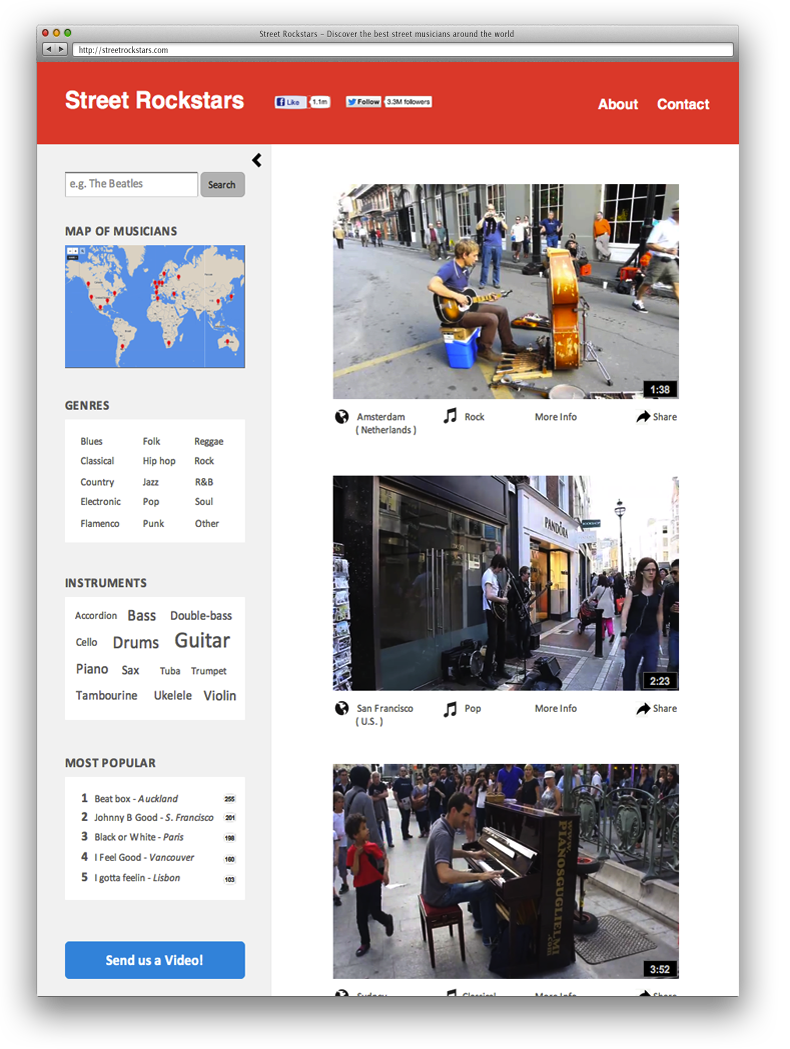 Street Rockstars – Discover the best street musicians around the world
http://streetrockstars.com
Street Rockstars
Like 1.1m
Follow 3.3M followers
About Contact
e.g. The Beatles Search
MAP OF MUSICIANS
GENRES
Blues Folk Reggae
Classical Hip hop Rock
Country Jazz R&B
Electronic Pop Soul
Flamenco Punk Other
INSTRUMENTS
Accordion Bass Double-bass
Cello Drums Guitar
Piano Sax Tuba Trumpet
Tambourine Ukelele Violin
MOST POPULAR
1 Beat box - Auckland 255
2 Johnny B Good - S. Francisco 201
3 Black or White - Paris 198
4 I Feel Good - Vancouver 160
5 I gotta feelin - Lisbon 103
Send us a Video!
1:38
Amsterdam
( Netherlands )
Rock
More Info
Share
PANDORA
2:23
San Francisco
( U.S. )
Pop
More Info
Share
www.
PIANOSGUGLIELMI
.com
3:52
Sydney
Classical
More Info
Share